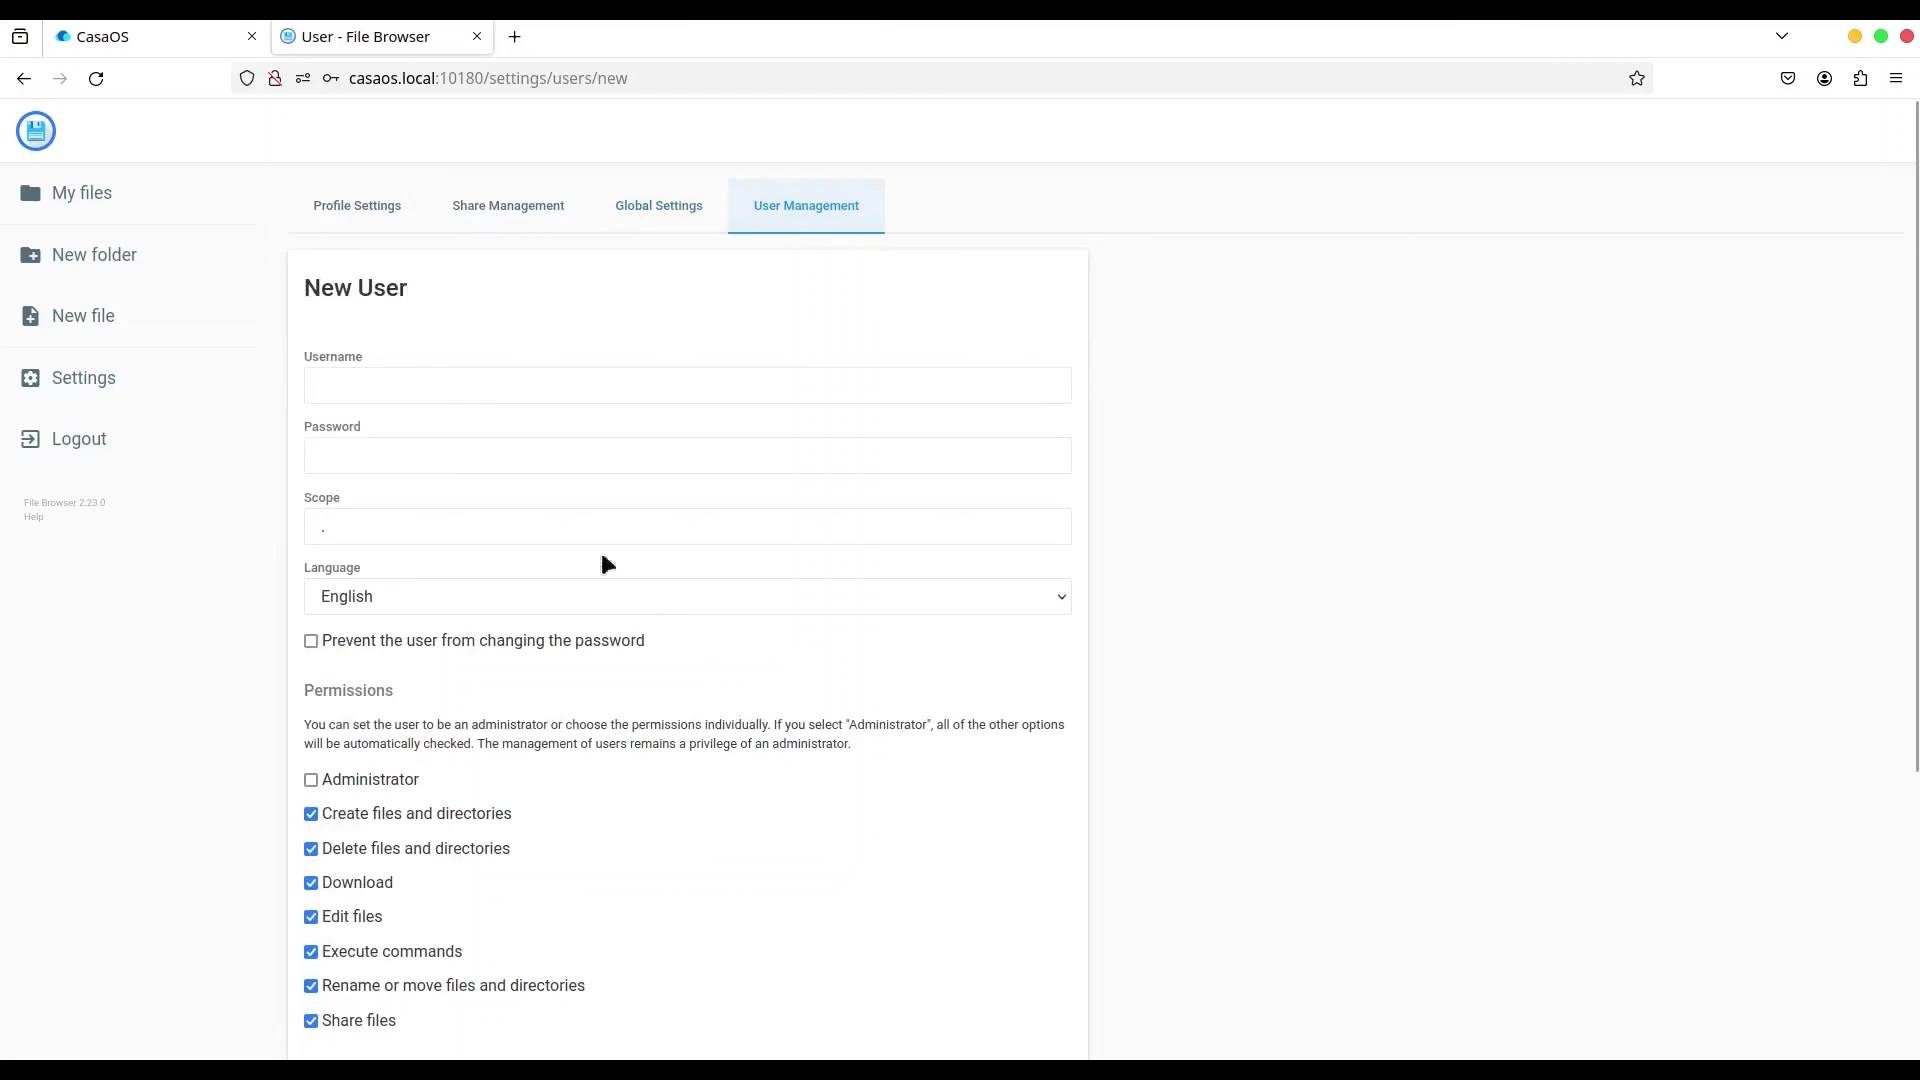 CasaOS
User - File Browser
casaos.local:10180/settings/users/new
My files
New folder
New file
Settings
Logout
File Browser 2.23.0
Help
Profile Settings
Share Management
Global Settings
User Management
New User
Username
Password
Scope
.
Language
English
Prevent the user from changing the password
Permissions
You can set the user to be an administrator or choose the permissions individually. If you select "Administrator", all of the other options
will be automatically checked. The management of users remains a privilege of an administrator.
Administrator
Create files and directories
Delete files and directories
Download
Edit files
Execute commands
Rename or move files and directories
Share files